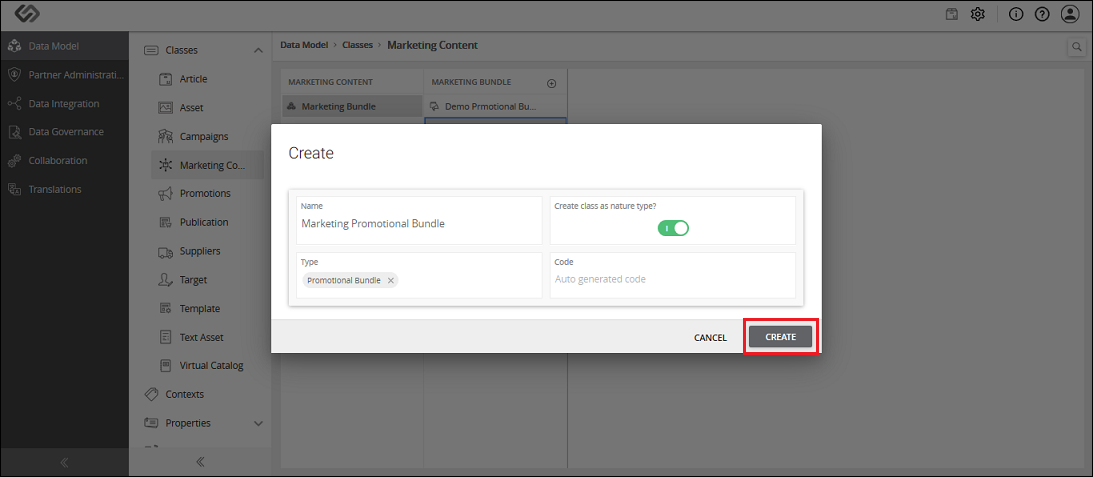 Data Model
Partner Administrati...
Data Integration
Data Governance
Collaboration
Translations
Classes
Article
Asset
Campaigns
Marketing Co...
Promotions
Publication
Suppliers
Target
Template
Text Asset
Virtual Catalog
Contexts
Properties
Data Model > Classes > Marketing Content
MARKETING CONTENT
Marketing Bundle
MARKETING BUNDLE
Demo Prmotional Bu...
Create
Name
Marketing Promotional Bundle
Create class as nature type?
Type
Promotional Bundle ×
Code
Auto generated code
CANCEL
CREATE